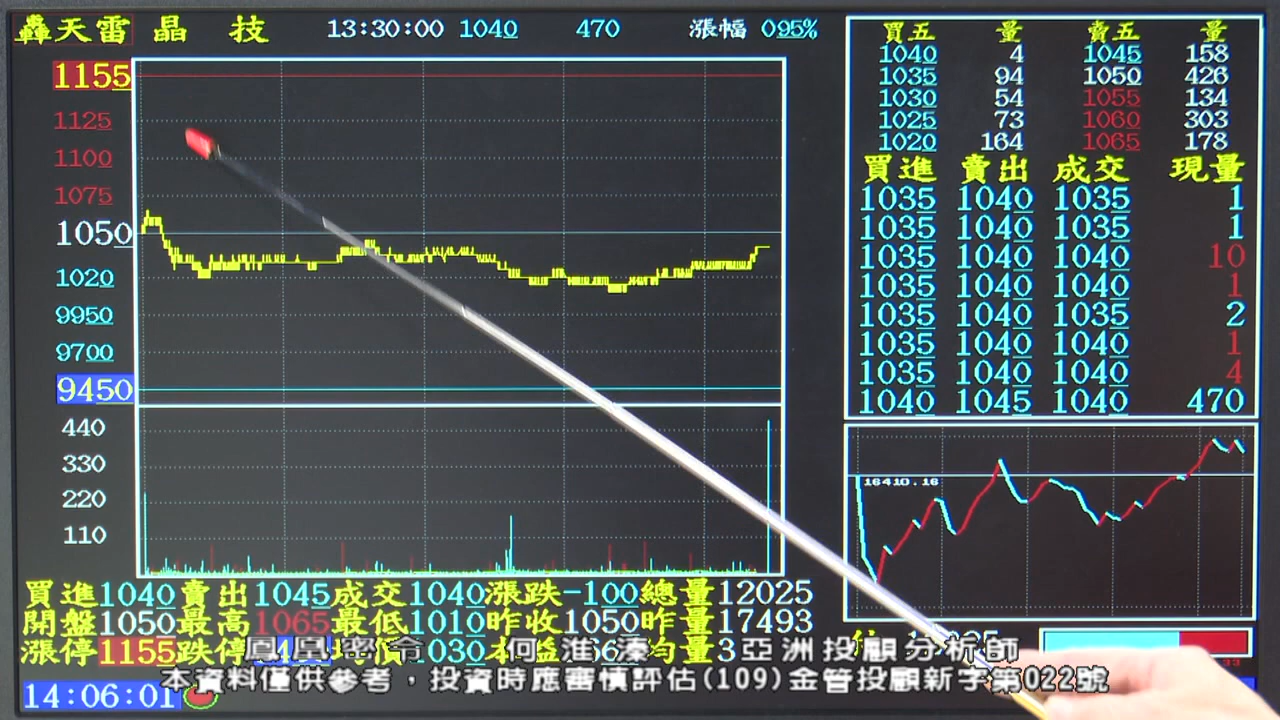 轟天雷 晶 技 13:30:00 1040 470 漲幅 095%
1155
1125
1100
1075
1050
1020
9950
9700
9450
440
330
220
110
買五 量 賣五 量
1040 4 1045 158
1035 94 1050 426
1030 54 1055 134
1025 73 1060 303
1020 164 1065 178
買進 賣出 成交 現量
1035 1040 1035 1
1035 1040 1035 1
1035 1040 1040 10
1035 1040 1040 1
1035 1040 1035 2
1035 1040 1040 1
1035 1040 1040 4
1040 1045 1040 470
16410.16
買進1040賣出1045成交1040漲跌-100總量12025
開盤1050最高1065最低1010昨收1050昨量17493
漲停1155跌停
鳳凰密令 何淮溱 亞洲投顧分析師
本資料僅供參考，投資時應審慎評估(109)金管投顧新字第022號
14:06:01